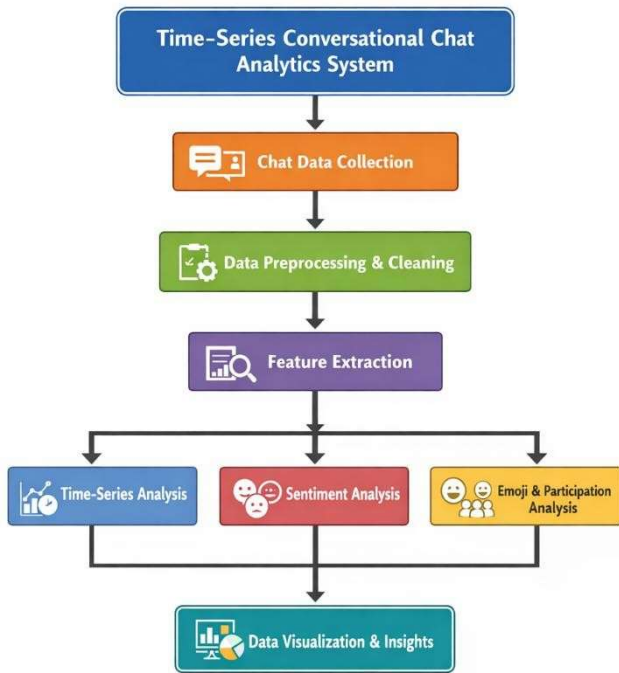 Time-Series Conversational Chat
Analytics System
Chat Data Collection
Data Preprocessing & Cleaning
Feature Extraction
Time-Series Analysis
Sentiment Analysis
Emoji & Participation
Analysis
Data Visualization & Insights